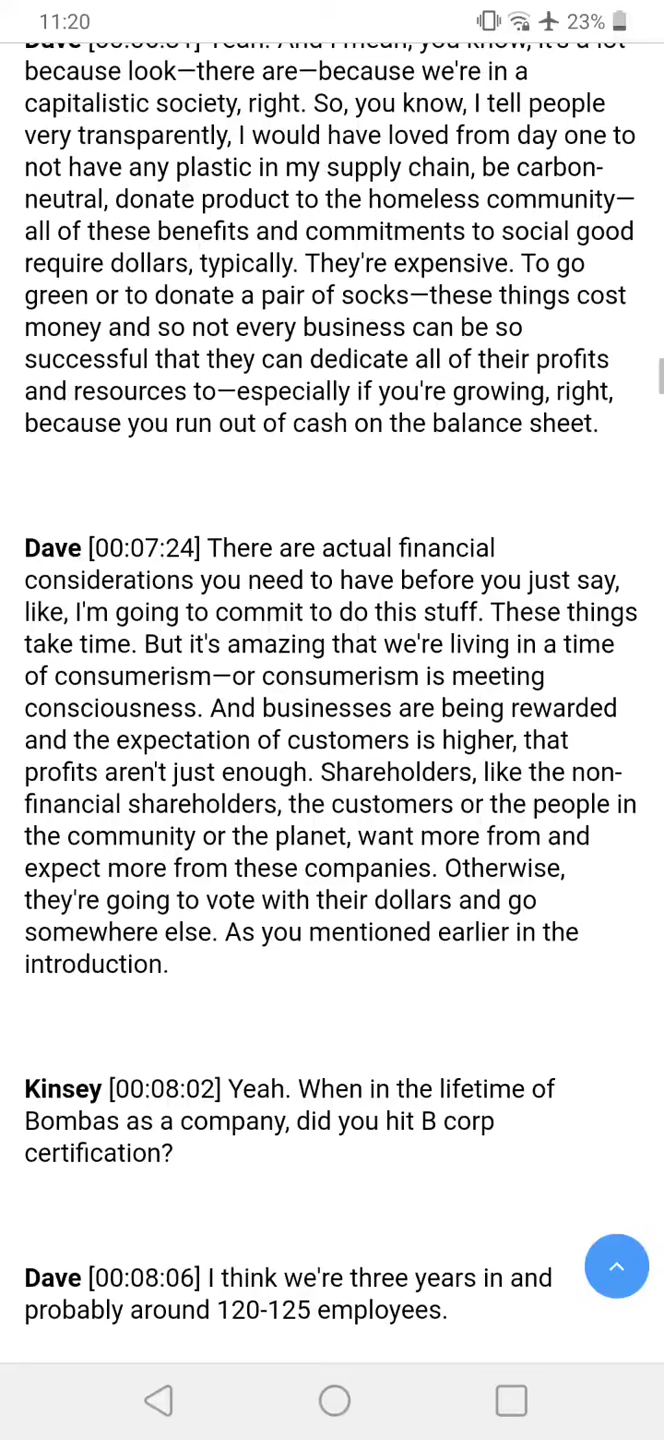 11:20
23%
because look—there are—because we're in a
capitalistic society, right. So, you know, I tell people
very transparently, I would have loved from day one to
not have any plastic in my supply chain, be carbon-
neutral, donate product to the homeless community—
all of these benefits and commitments to social good
require dollars, typically. They're expensive. To go
green or to donate a pair of socks—these things cost
money and so not every business can be so
successful that they can dedicate all of their profits
and resources to—especially if you're growing, right,
because you run out of cash on the balance sheet.
Dave [00:07:24] There are actual financial
considerations you need to have before you just say,
like, I'm going to commit to do this stuff. These things
take time. But it's amazing that we're living in a time
of consumerism—or consumerism is meeting
consciousness. And businesses are being rewarded
and the expectation of customers is higher, that
profits aren't just enough. Shareholders, like the non-
financial shareholders, the customers or the people in
the community or the planet, want more from and
expect more from these companies. Otherwise,
they're going to vote with their dollars and go
somewhere else. As you mentioned earlier in the
introduction.
Kinsey [00:08:02] Yeah. When in the lifetime of
Bombas as a company, did you hit B corp
certification?
Dave [00:08:06] I think we're three years in and
probably around 120-125 employees.